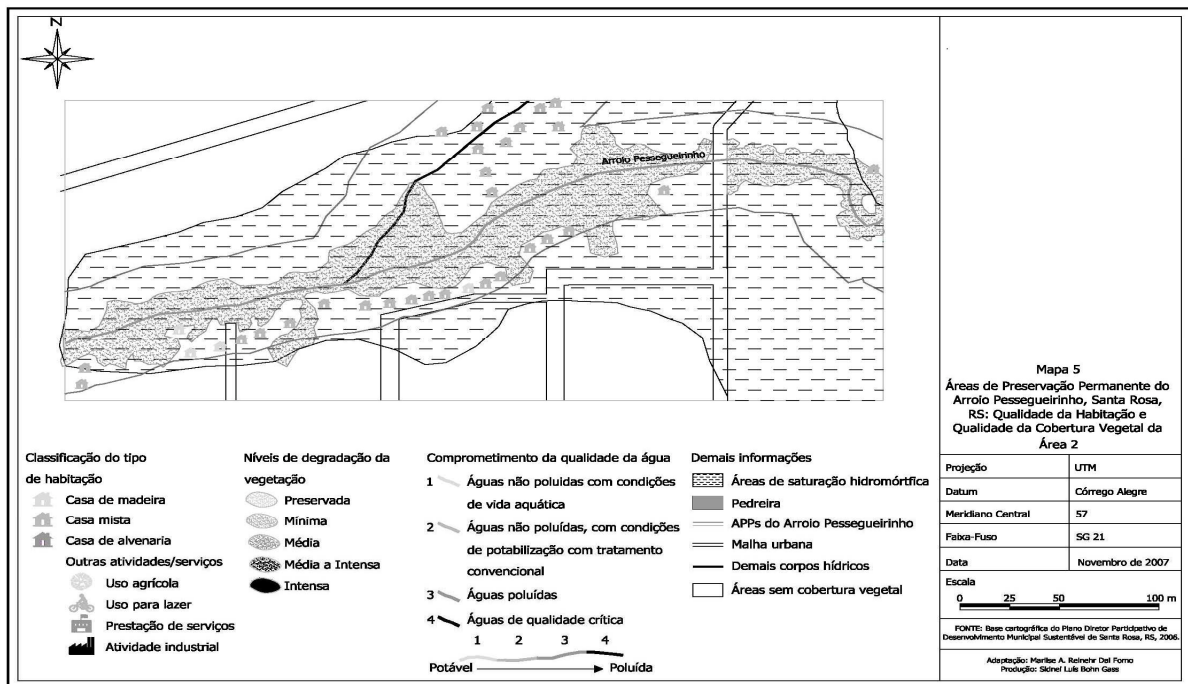 N
Arroio Pessegueirinho
Classificação do tipo
de habitação
Casa de madeira
Casa mista
Casa de alvenaria
Outras atividades/serviços
Uso agrícola
Uso para lazer
Prestação de serviços
Atividade industrial
Níveis de degradação da
vegetação
Preservada
Mínima
Média
Média a Intensa
Intensa
Comprometimento da qualidade da água
1 Águas não poluidas com condições
de vida aquática
2 Águas não poluídas, com condições
de potabilização com tratamento
convencional
3 Águas poluídas
4 Águas de qualidade crítica
1 2 3 4
Potável Poluída
Demais informações
Áreas de saturação hidromórtfica
Pedreira
APPs do Arroio Pessegueirinho
Malha urbana
Demais corpos hídricos
Áreas sem cobertura vegetal
Mapa 5
Áreas de Preservação Permanente do
Arroio Pessegueirinho, Santa Rosa,
RS: Qualidade da Habitação e
Qualidade da Cobertura Vegetal da
Área 2
Projeção UTM
Datum Córrego Alegre
Meridiano Central 57
Faixa-Fuso SG 21
Data Novembro de 2007
Escala
0 25 50 100 m
FONTE: Base cartográfica do Plano Diretor Participativo de
Desenvolvimento Municipal Sustentável de Santa Rosa, RS, 2006.
Adaptação: Marlise A. Reinehr Dal Forno
Produção: Sidnei Luís Bohn Gass